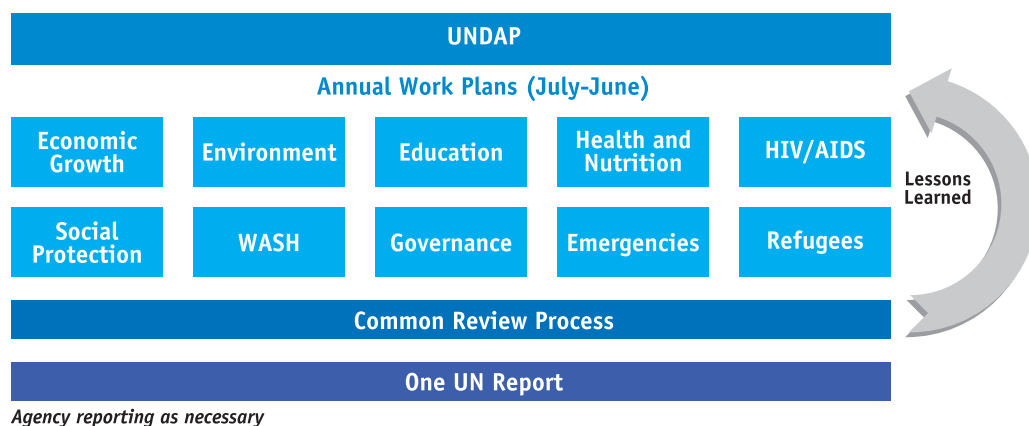 UNDAP
Annual Work Plans (July-June)
Economic
Growth
Environment
Education
Health and
Nutrition
HIV/AIDS
Lessons
Learned
Social
Protection
WASH
Governance
Emergencies
Refugees
Common Review Process
One UN Report
Agency reporting as necessary